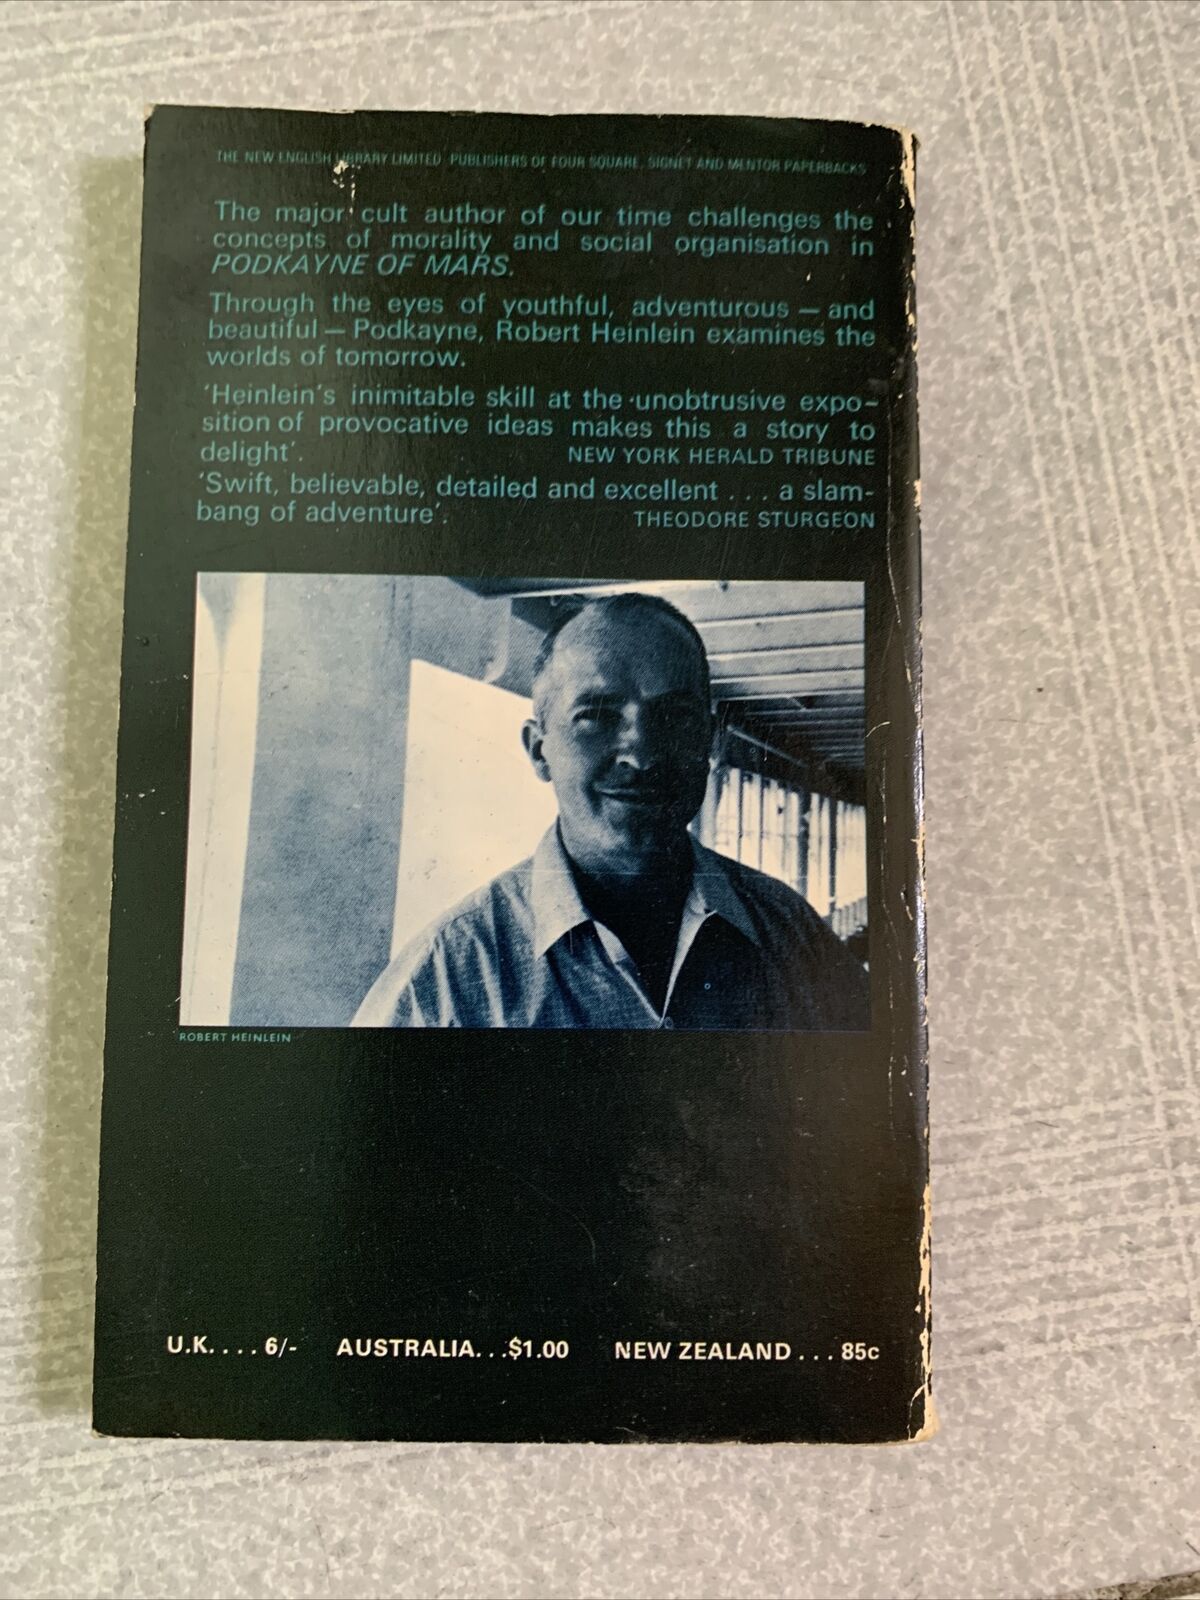 THE NEW ENGLISH LIBRARY LIMITED PUBLISHERS OF FOUR SQUARE, SIGNET AND MENTOR PAPERBACKS
The major cult author of our time challenges the
concepts of morality and social organisation in
PODKAYNE OF MARS.
Through the eyes of youthful, adventurous — and
beautiful — Podkayne, Robert Heinlein examines the
worlds of tomorrow.
'Heinlein's inimitable skill at the unobtrusive expo-
sition of provocative ideas makes this a story to
delight'. NEW YORK HERALD TRIBUNE
'Swift, believable, detailed and excellent . . . a slam-
bang of adventure'. THEODORE STURGEON
ROBERT HEINLEIN
U.K. . . . 6/- AUSTRALIA. . .$1.00 NEW ZEALAND . . . 85c